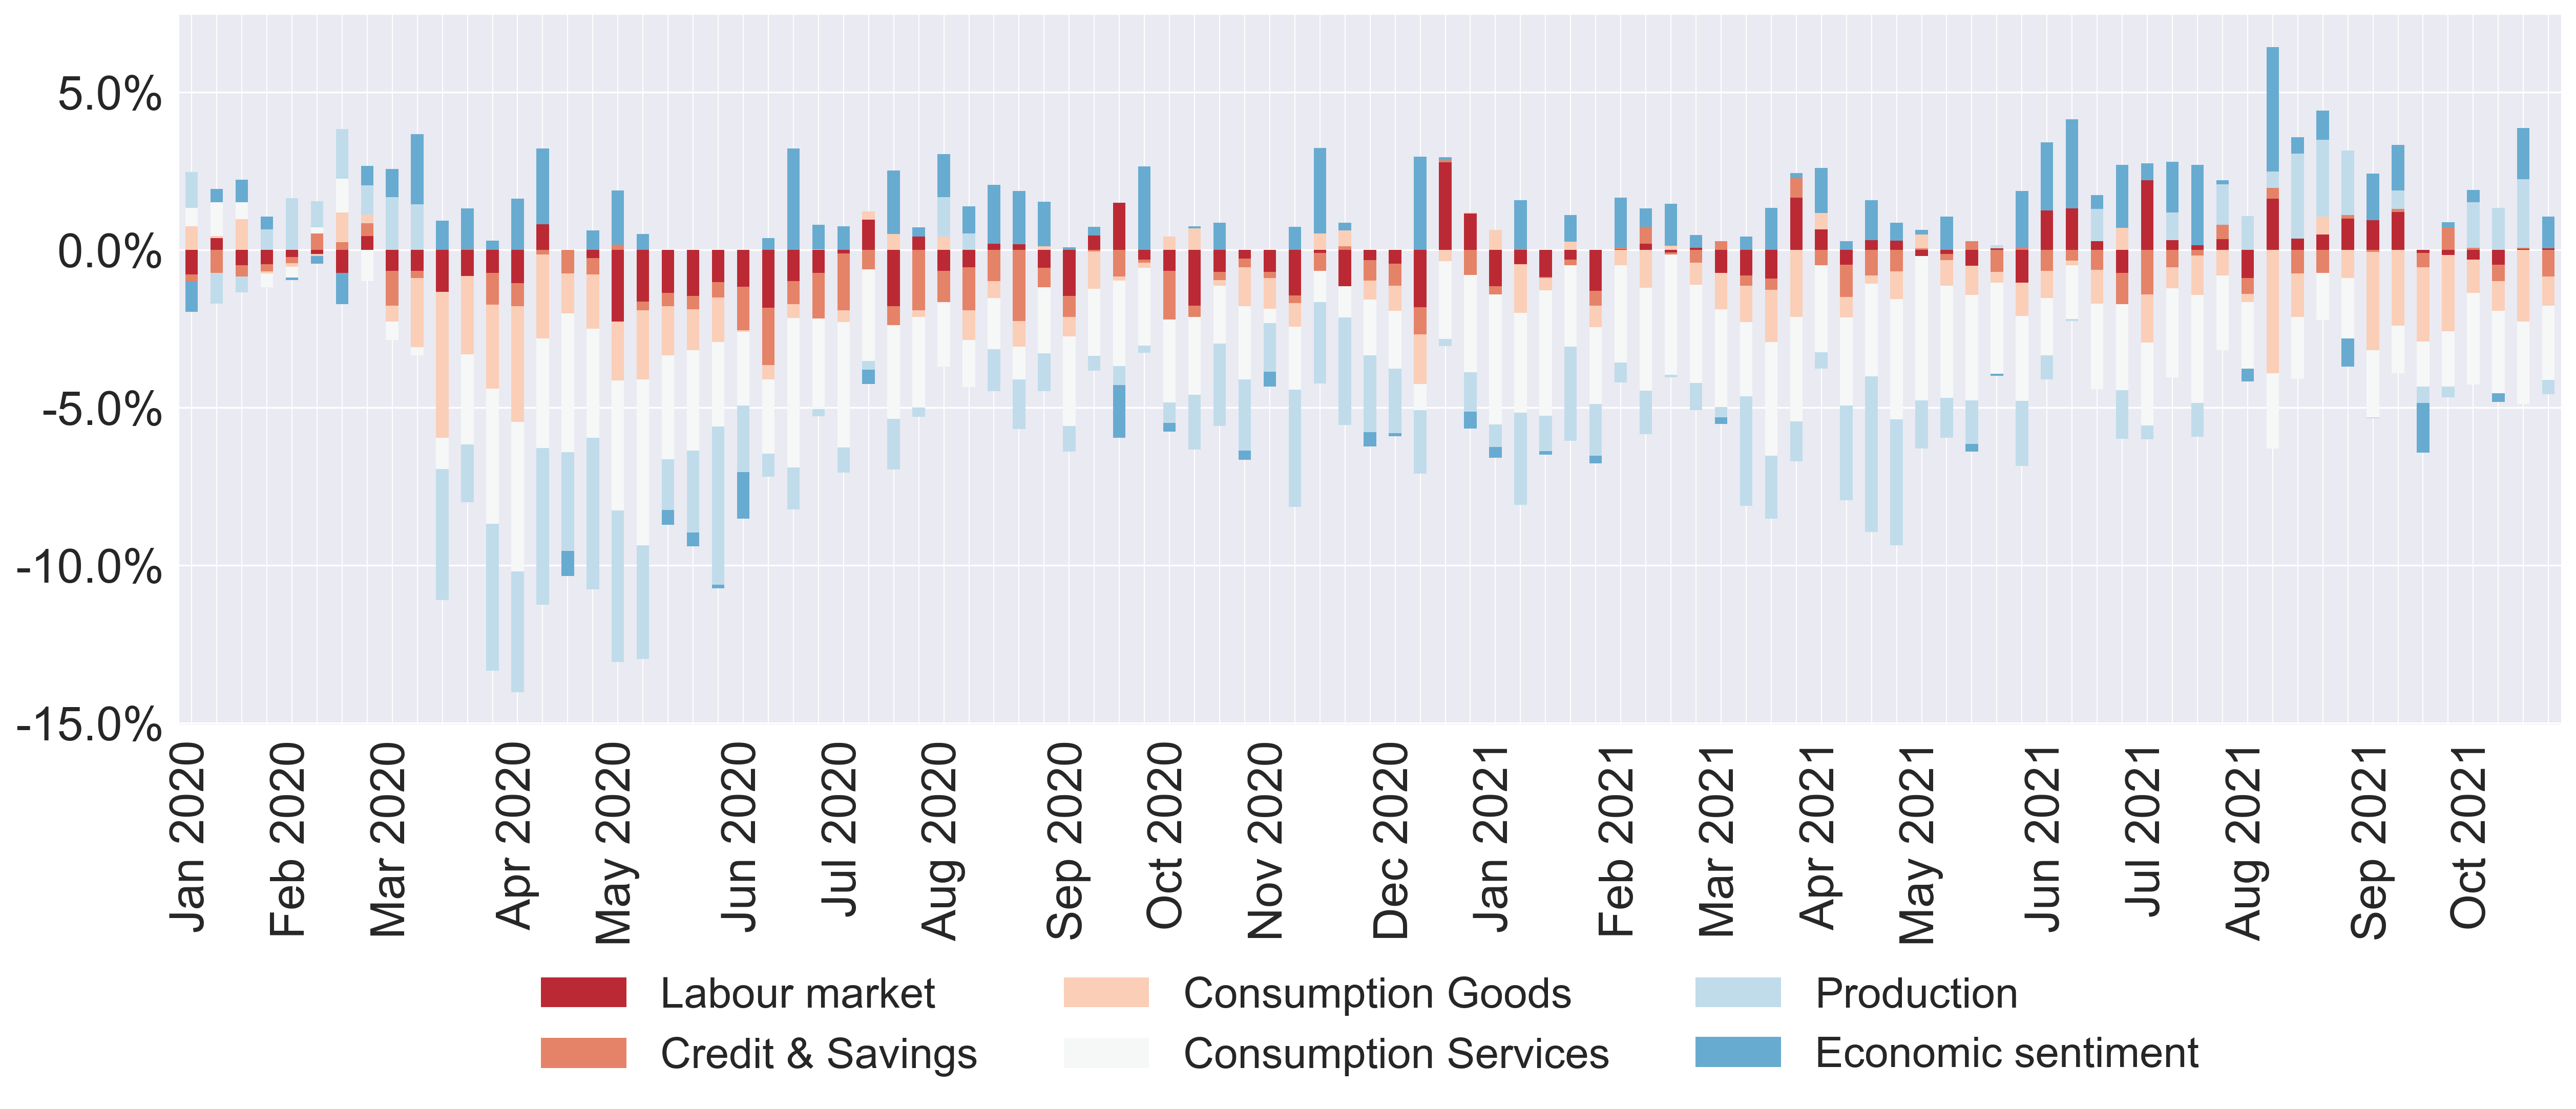 5.0%
0.0%
-5.0%
-10.0%
-15.0%
Jan 2020
Feb 2020
Mar 2020
Apr 2020
May 2020
Jun 2020
Jul 2020
Aug 2020
Sep 2020
Oct 2020
Nov 2020
Dec 2020
Jan 2021
Feb 2021
Mar 2021
Apr 2021
May 2021
Jun 2021
Jul 2021
Aug 2021
Sep 2021
Oct 2021
Labour market
Consumption Goods
Production
Credit & Savings
Consumption Services
Economic sentiment